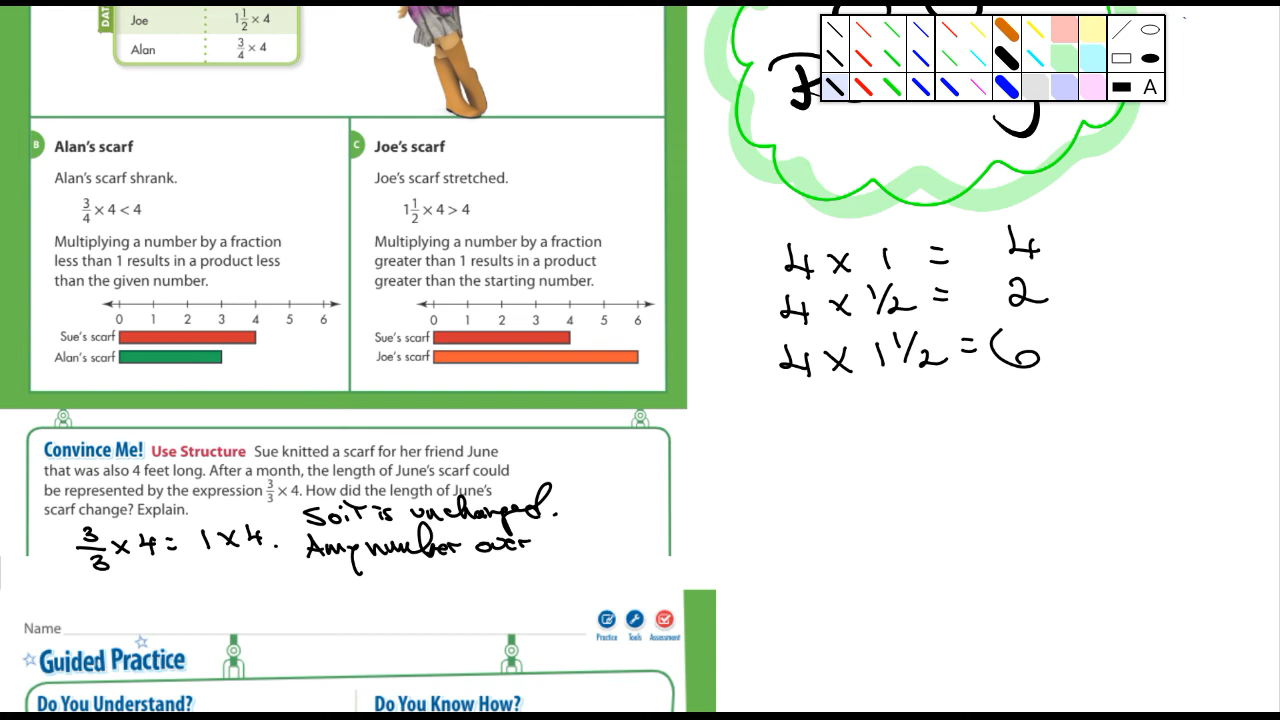 DAT
Joe 1 1/2 × 4
Alan 3/4 × 4
B Alan's scarf
Alan's scarf shrank.
3/4 × 4 < 4
Multiplying a number by a fraction
less than 1 results in a product less
than the given number.
0 1 2 3 4 5 6
Sue's scarf
Alan's scarf
C Joe's scarf
Joe's scarf stretched.
1 1/2 × 4 > 4
Multiplying a number by a fraction
greater than 1 results in a product
greater than the starting number.
0 1 2 3 4 5 6
Sue's scarf
Joe's scarf
Convince Me! Use Structure Sue knitted a scarf for her friend June
that was also 4 feet long. After a month, the length of June's scarf could
be represented by the expression 3/3 × 4. How did the length of June's
scarf change? Explain.
3/3 × 4 = 1 × 4.
So it is unchanged.
Any number over
Name
Practice Tools Assessment
Guided Practice
Do You Understand?
Do You Know How?
A
4 × 1 = 4
4 × 1/2 = 2
4 × 1 1/2 = 6